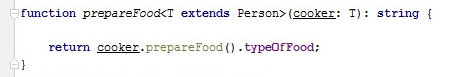 function prepareFood<T extends Person>(cooker: T): string {
return cooker.prepareFood().typeOfFood;
}